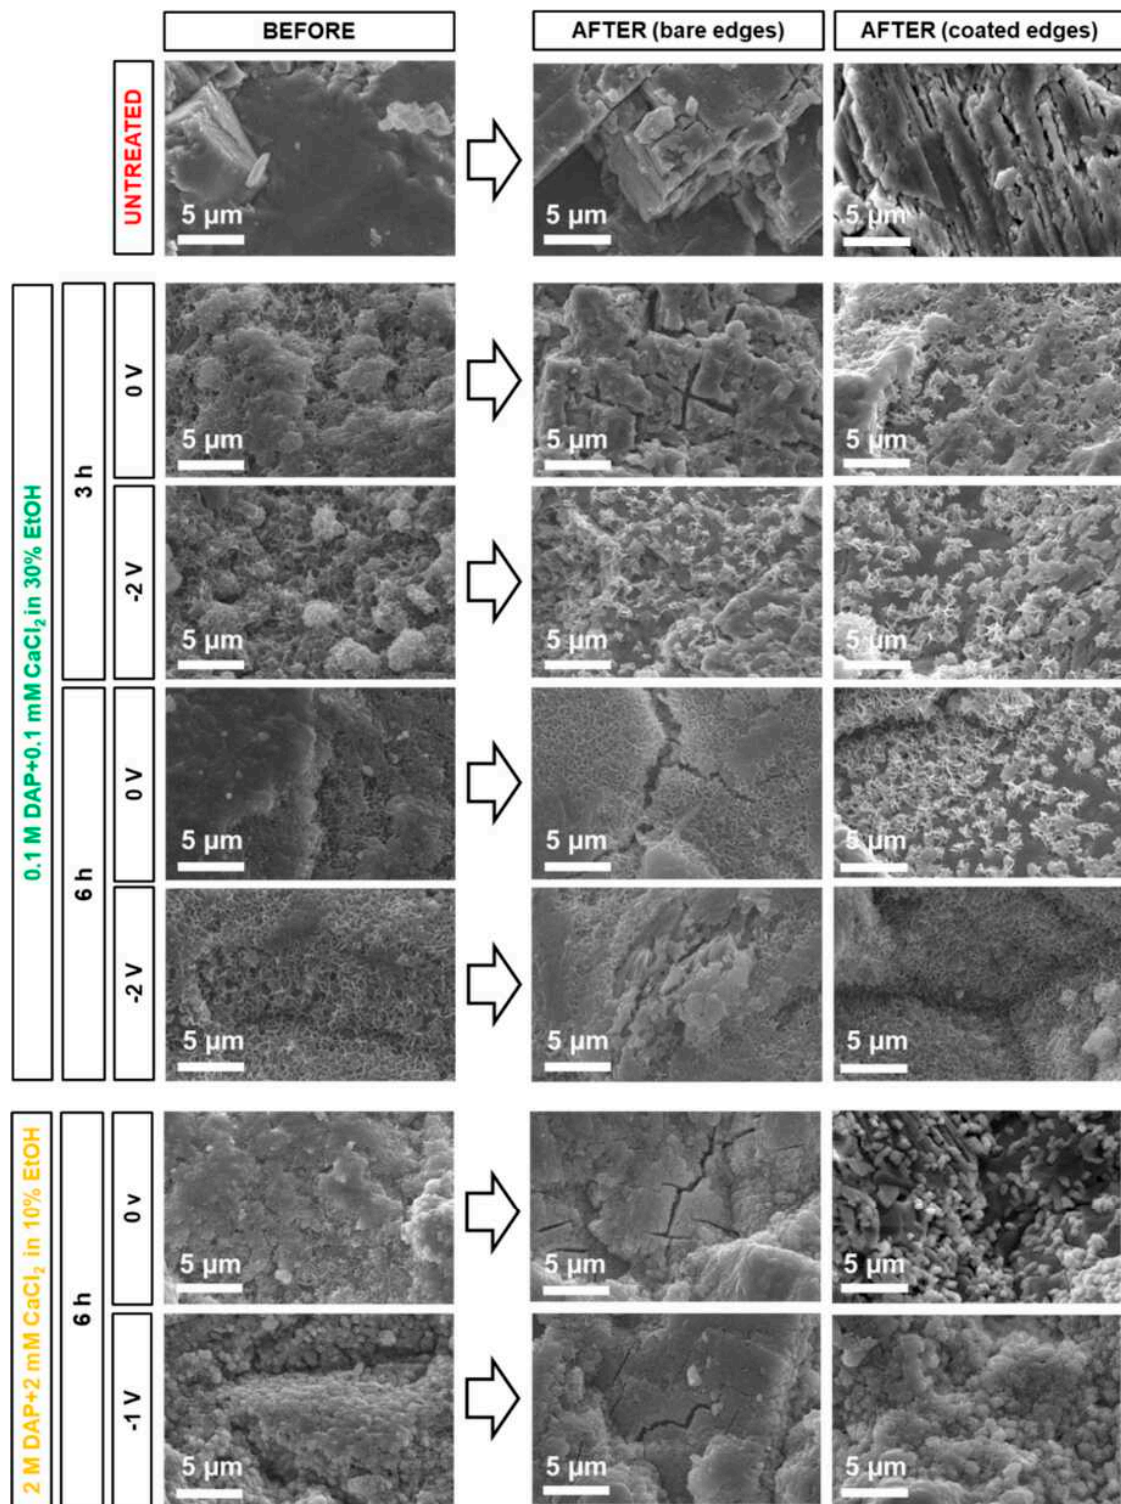 BEFORE
AFTER (bare edges)
AFTER (coated edges)
UNTREATED
5 µm
5 µm
5 µm
0.1 M DAP+0.1 mM CaCl₂ in 30% EtOH
3 h
0 V
5 µm
5 µm
5 µm
-2 V
5 µm
5 µm
5 µm
6 h
0 V
5 µm
5 µm
5 µm
-2 V
5 µm
5 µm
5 µm
2 M DAP+2 mM CaCl₂ in 10% EtOH
6 h
0 v
5 µm
5 µm
5 µm
-1 V
5 µm
5 µm
5 µm